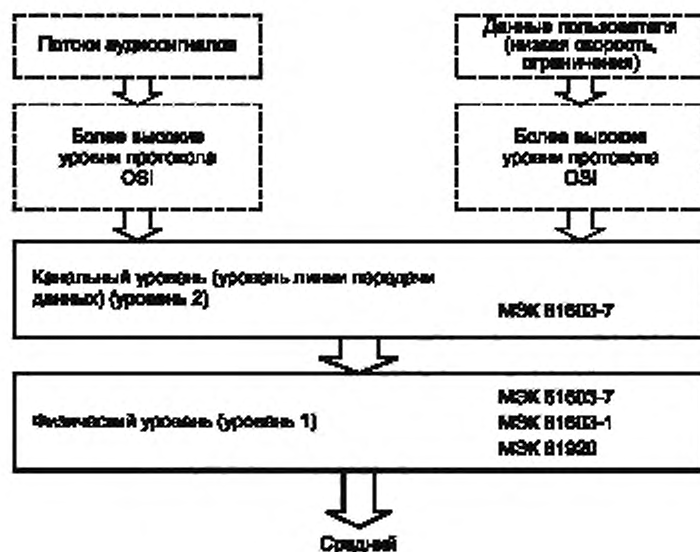 Потоки аудиосигналов
Данные пользователя
(низкая скорость,
ограничения)
Более высокие
уровни протокола
OSI
Более высокие
уровни протокола
OSI
Канальный уровень (уровень линии передачи
данных) (уровень 2)
МЭК 61603-7
Физический уровень (уровень 1)
МЭК 61603-7
МЭК 61603-1
МЭК 61920
Средний